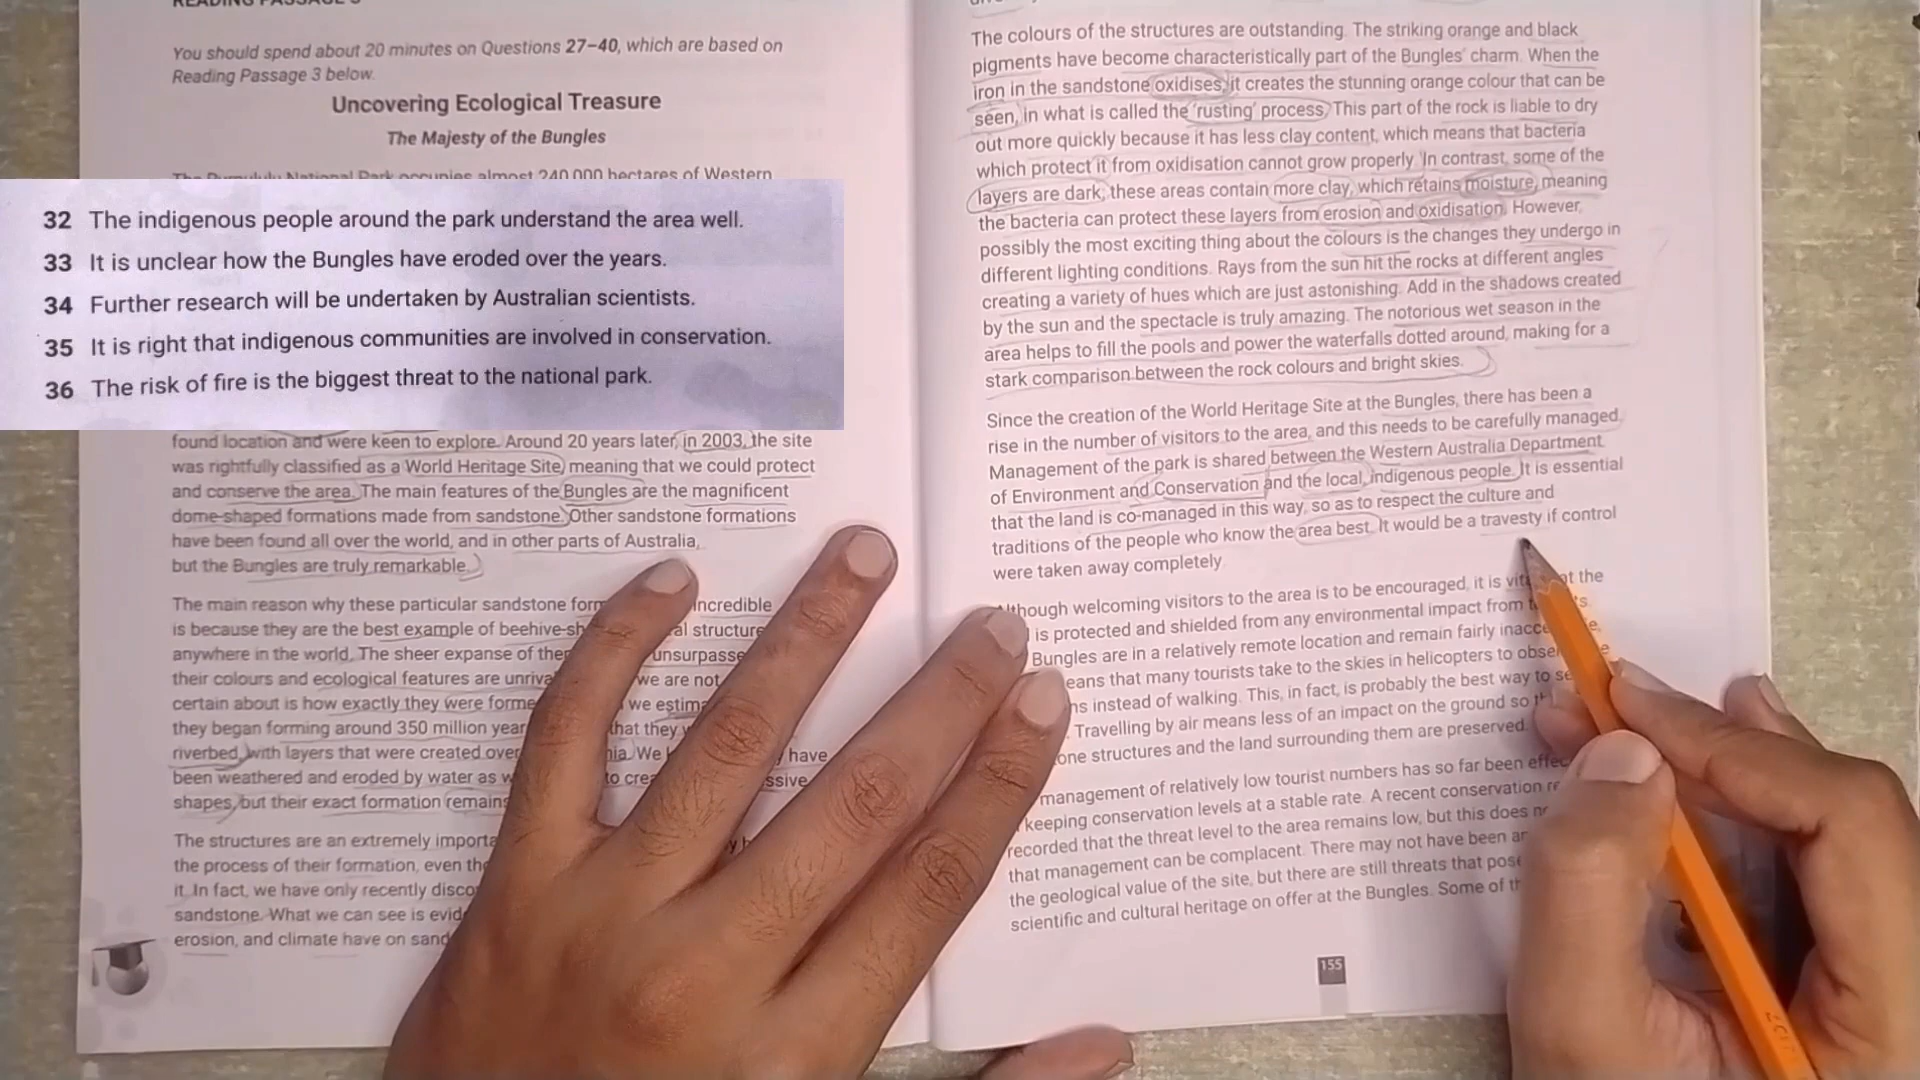 You should spend about 20 minutes on Questions 27–40, which are based on
Reading Passage 3 below.
Uncovering Ecological Treasure
The Majesty of the Bungles
The Purnululu National Park occupies almost 240,000 hectares of Western
32 The indigenous people around the park understand the area well.
33 It is unclear how the Bungles have eroded over the years.
34 Further research will be undertaken by Australian scientists.
35 It is right that indigenous communities are involved in conservation.
36 The risk of fire is the biggest threat to the national park.
found location and were keen to explore. Around 20 years later, in 2003, the site
was rightfully classified as a World Heritage Site, meaning that we could protect
and conserve the area. The main features of the Bungles are the magnificent
dome-shaped formations made from sandstone. Other sandstone formations
have been found all over the world, and in other parts of Australia,
but the Bungles are truly remarkable.
The main reason why these particular sandstone incredible
is because they are the best example of structure
anywhere in the world. The sheer expanse of
their colours and ecological features are we are not
certain about is how exactly they were we
they began forming around 350 million that they
riverbed, with layers that were created over We have
been weathered and eroded by water as to
shapes, but their exact formation
The structures are an extremely
the process of their formation, even
it. In fact, we have only recently
sandstone. What we can see is
erosion, and climate have on
The colours of the structures are outstanding. The striking orange and black
pigments have become characteristically part of the Bungles' charm. When the
iron in the sandstone oxidises, it creates the stunning orange colour that can be
seen, in what is called the 'rusting' process. This part of the rock is liable to dry
out more quickly because it has less clay content, which means that bacteria
which protect it from oxidisation cannot grow properly. In contrast, some of the
layers are dark; these areas contain more clay, which retains moisture, meaning
the bacteria can protect these layers from erosion and oxidisation. However,
possibly the most exciting thing about the colours is the changes they undergo in
different lighting conditions. Rays from the sun hit the rocks at different angles
creating a variety of hues which are just astonishing. Add in the shadows created
by the sun and the spectacle is truly amazing. The notorious wet season in the
area helps to fill the pools and power the waterfalls dotted around, making for a
stark comparison between the rock colours and bright skies.
Since the creation of the World Heritage Site at the Bungles, there has been a
rise in the number of visitors to the area, and this needs to be carefully managed.
Management of the park is shared between the Western Australia Department
of Environment and Conservation and the local, indigenous people. It is essential
that the land is co-managed in this way, so as to respect the culture and
traditions of the people who know the area best. It would be a travesty if control
were taken away completely.
Although welcoming visitors to the area is to be encouraged, it is the
is protected and shielded from any environmental impact from
Bungles are in a relatively remote location and remain fairly
that many tourists take to the skies in helicopters to
instead of walking. This, in fact, is probably the best way to
Travelling by air means less of an impact on the ground so
structures and the land surrounding them are preserved.
management of relatively low tourist numbers has so far been
keeping conservation levels at a stable rate. A recent conservation
recorded that the threat level to the area remains low, but this does
that management can be complacent. There may not have been
the geological value of the site, but there are still threats that
scientific and cultural heritage on offer at the Bungles. Some of
155